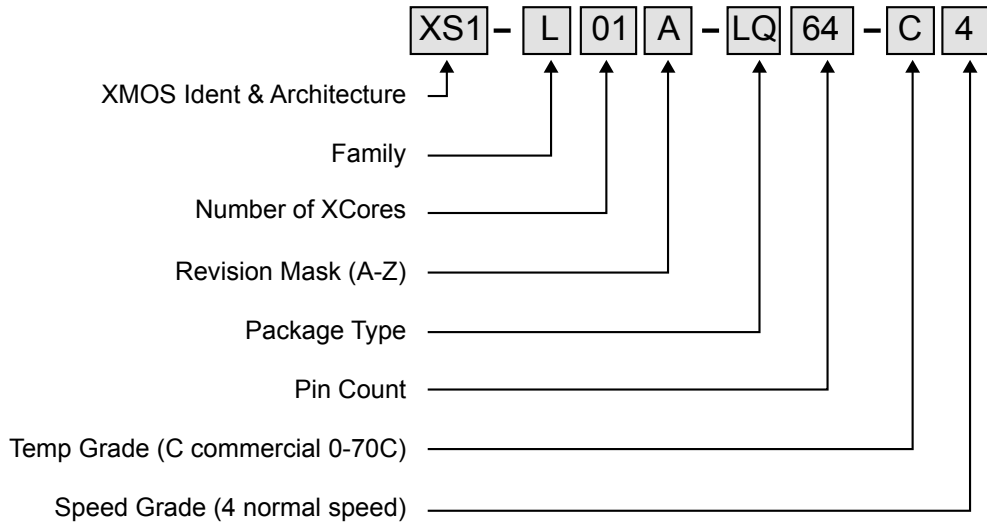 XS1 - L 01 A - LQ 64 - C 4
XMOS Ident & Architecture
Family
Number of XCores
Revision Mask (A-Z)
Package Type
Pin Count
Temp Grade (C commercial 0-70C)
Speed Grade (4 normal speed)